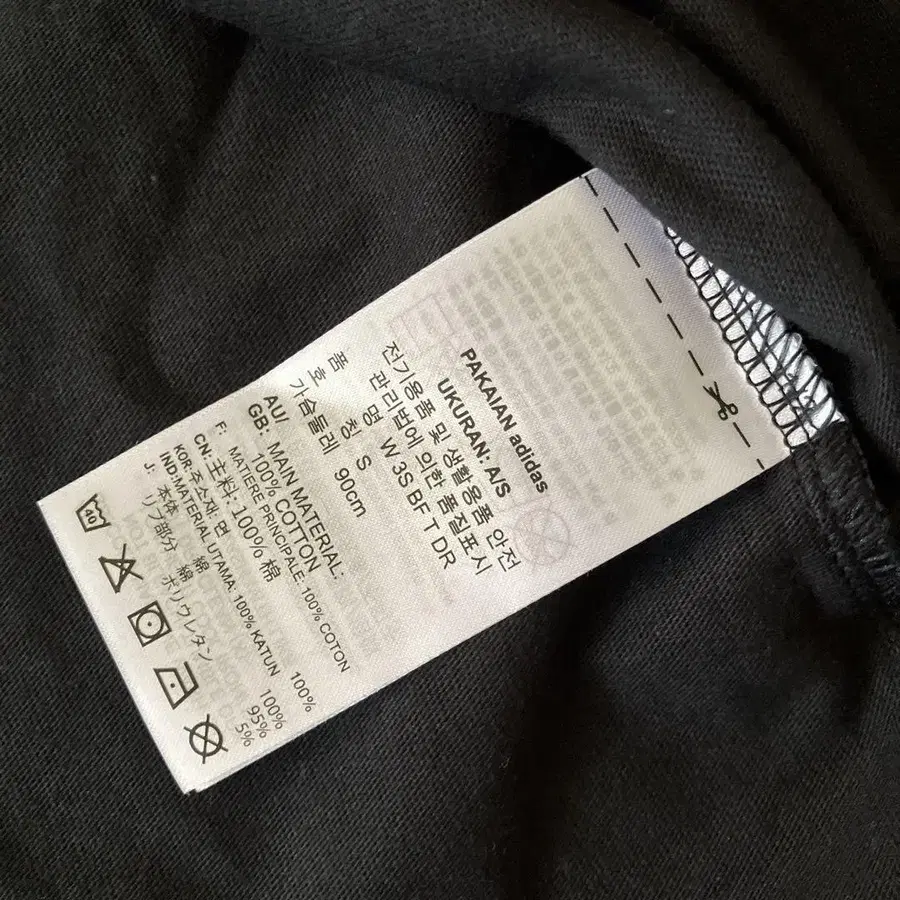 PAKAIAN adidas
UKURAN: A/S
전기용품 및 생활용품 안전
관리법에 의한 품질표시
명칭 W 3S BF T DR
품호 S
가슴둘레 90cm
AU/
GB: MAIN MATERIAL:
100% COTTON
F: MATIERE PRINCIPALE: 100% COTON
CN: 主料: 100% 棉
KOR:주소재: 면 100%
IND:MATERIAL UTAMA: 100% KATUN
J: 本体 綿 100%
リブ部分 綿 95%
ポリウレタン 5%
40